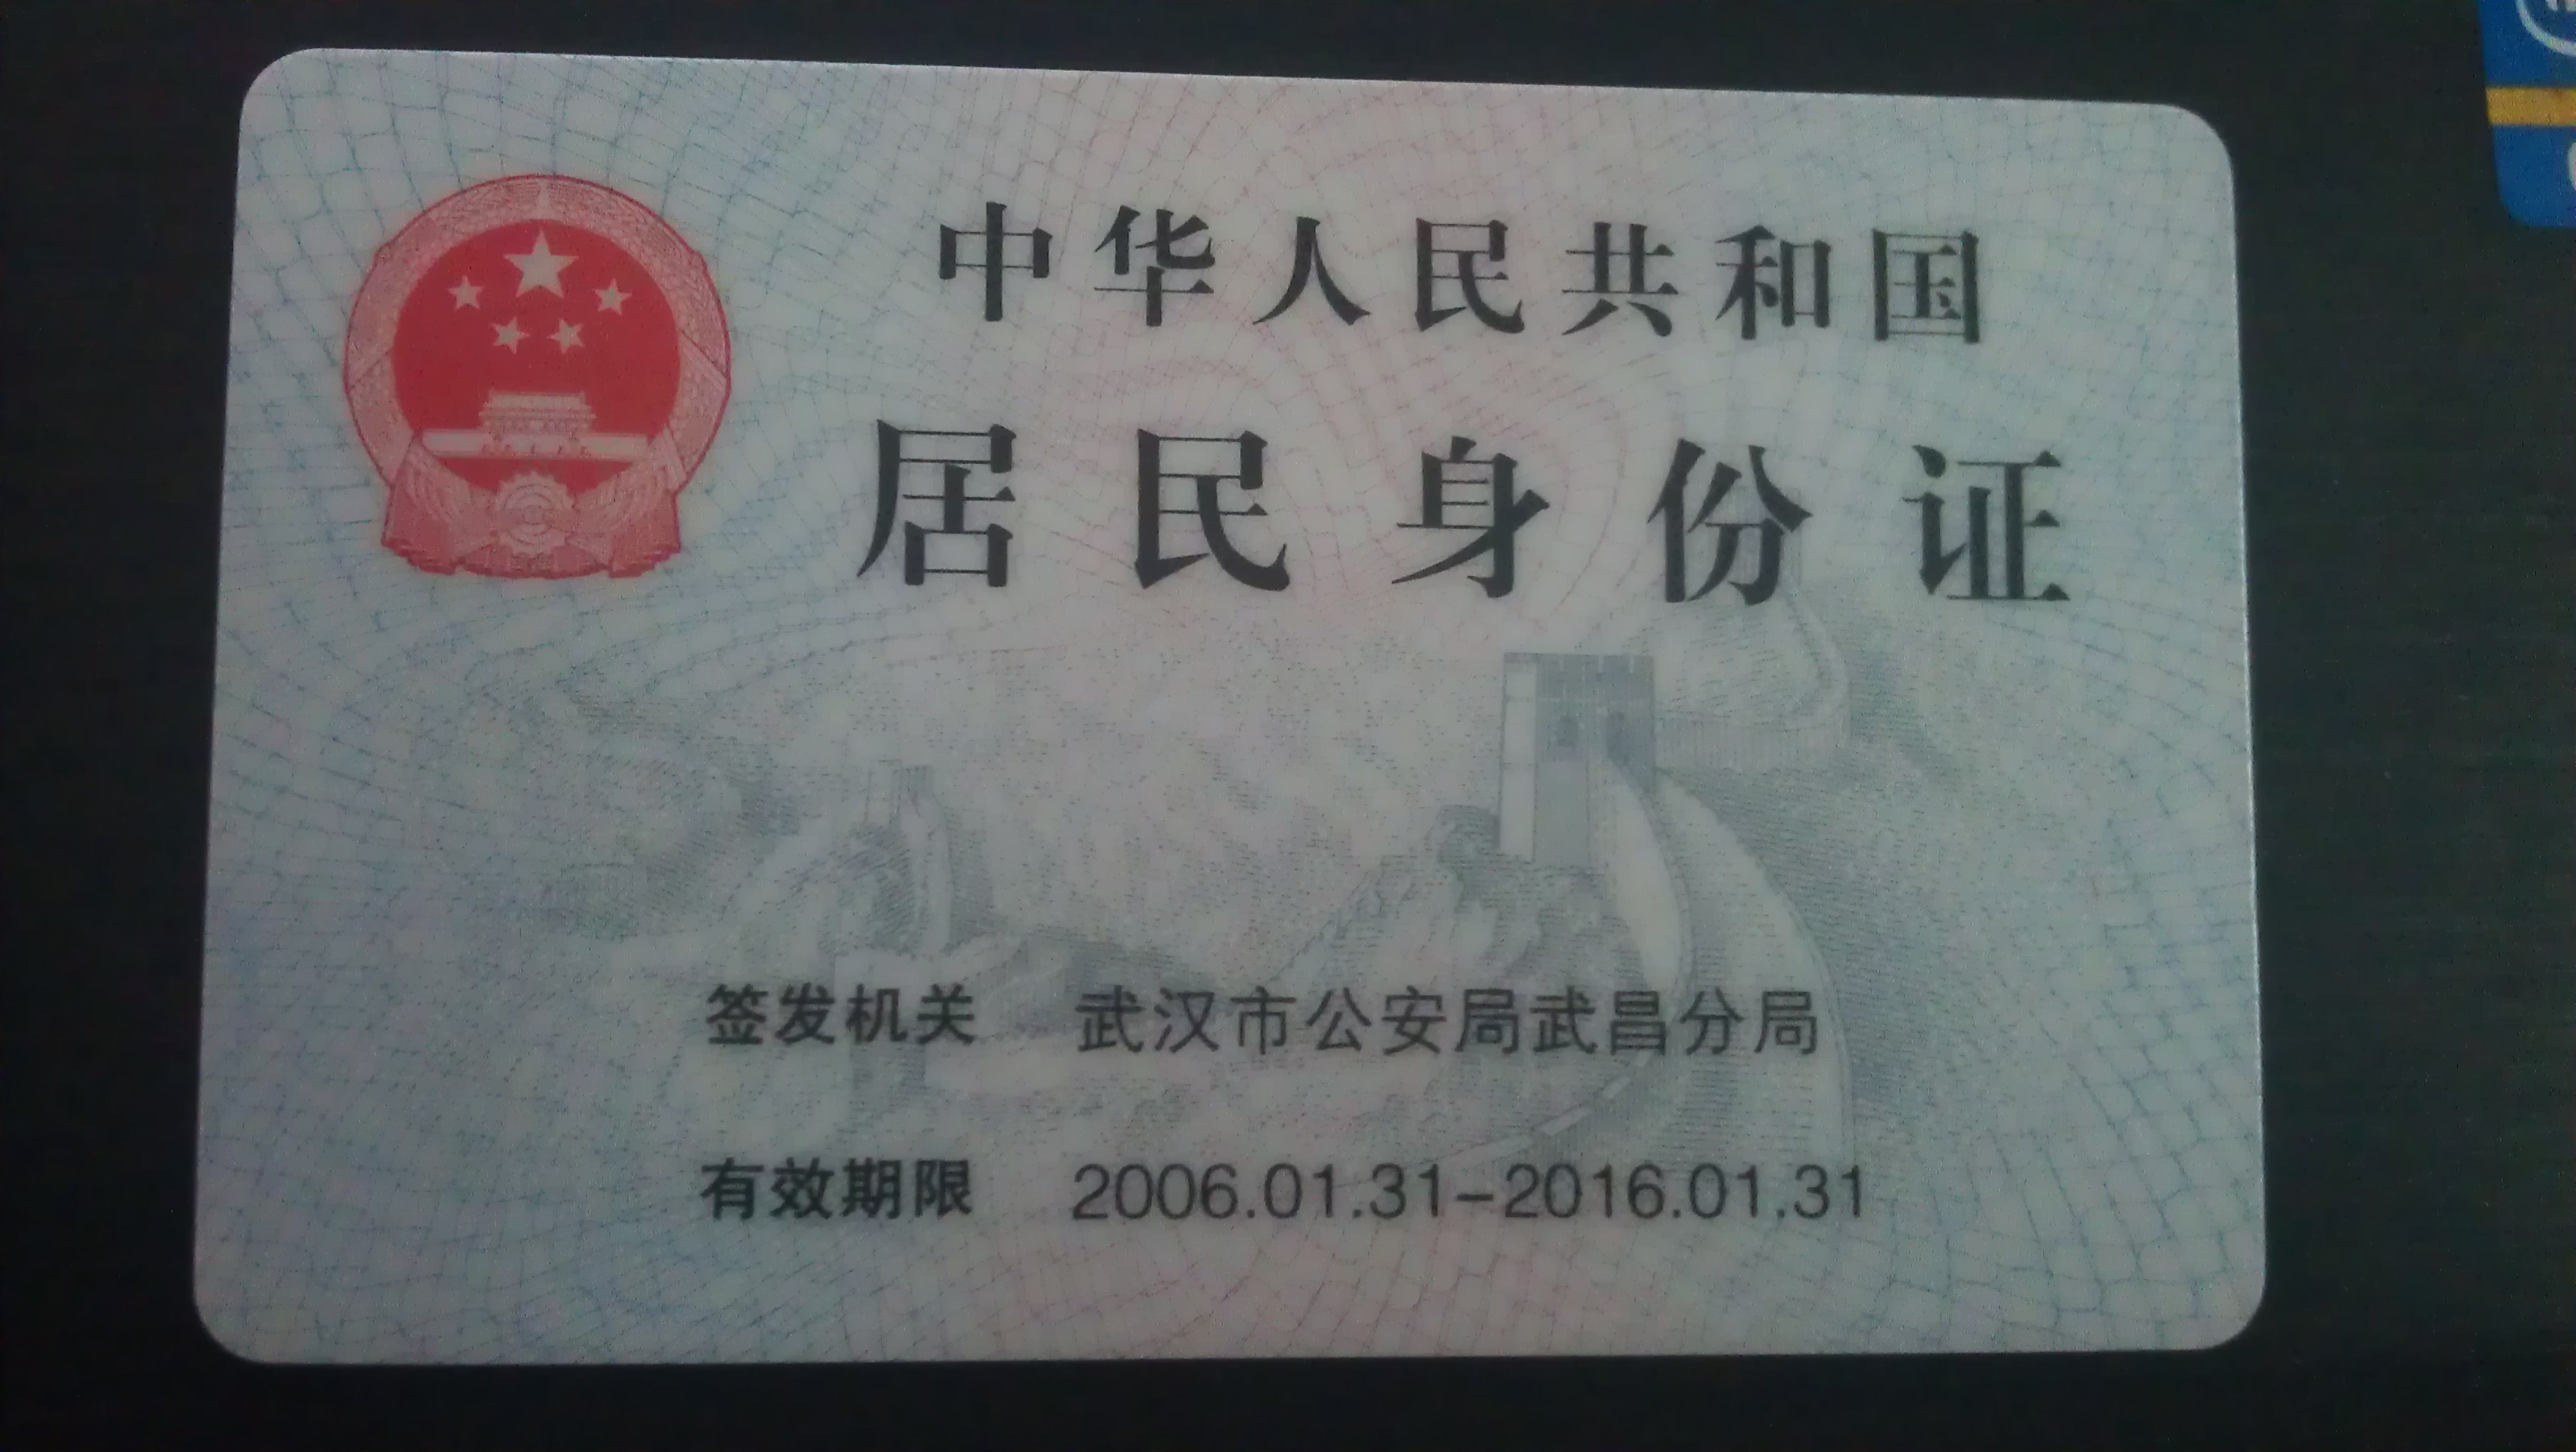 中华人民共和国
居民身份证
签发机关 武汉市公安局武昌分局
有效期限 2006.01.31-2016.01.31